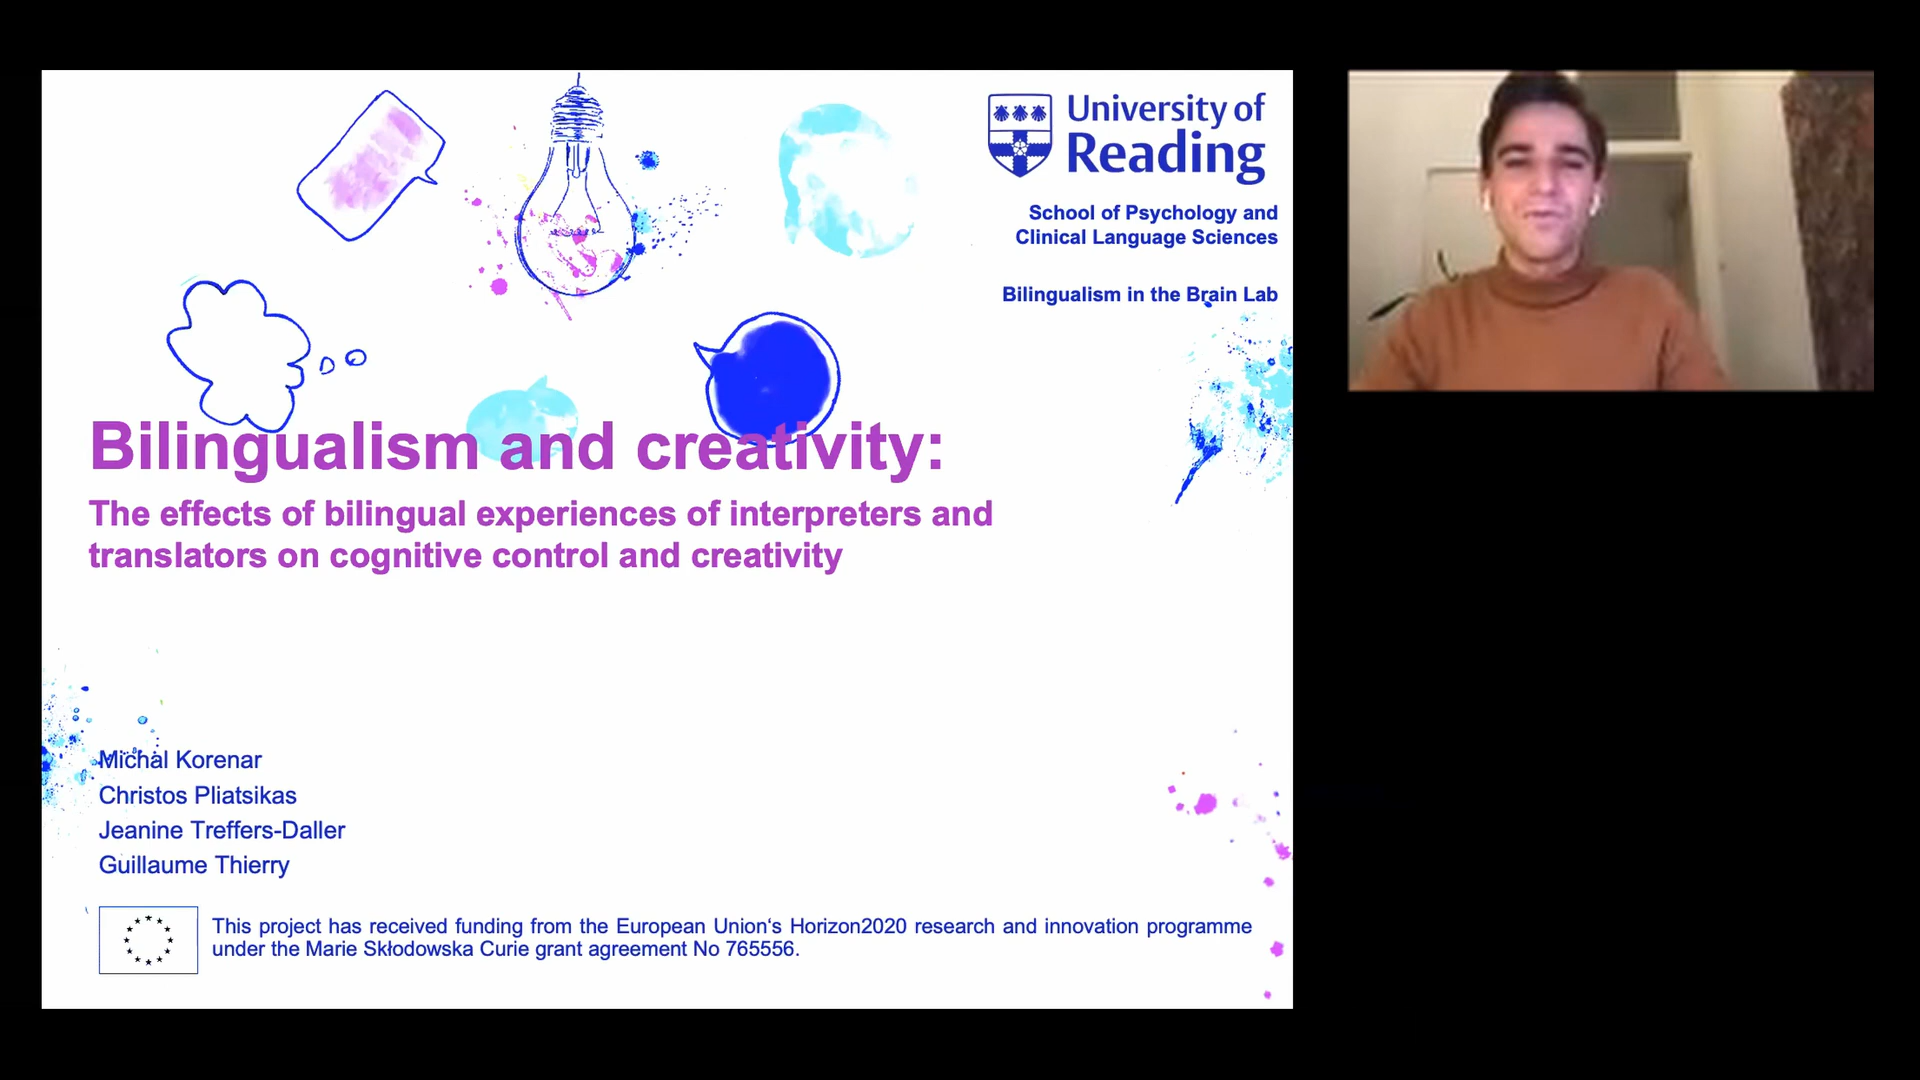 University of
Reading
School of Psychology and
Clinical Language Sciences
Bilingualism in the Brain Lab
Bilingualism and creativity:
The effects of bilingual experiences of interpreters and
translators on cognitive control and creativity
Michal Korenar
Christos Pliatsikas
Jeanine Treffers-Daller
Guillaume Thierry
This project has received funding from the European Union‘s Horizon2020 research and innovation programme
under the Marie Skłodowska Curie grant agreement No 765556.